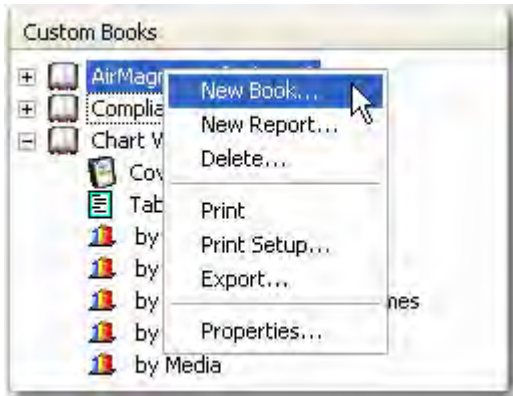 Custom Books
AirMag
New Book...
Complia
New Report...
Chart V
Delete...
Cov
Tab
Print
by
Print Setup...
by
Export...
by
mes
by
Properties...
by Media